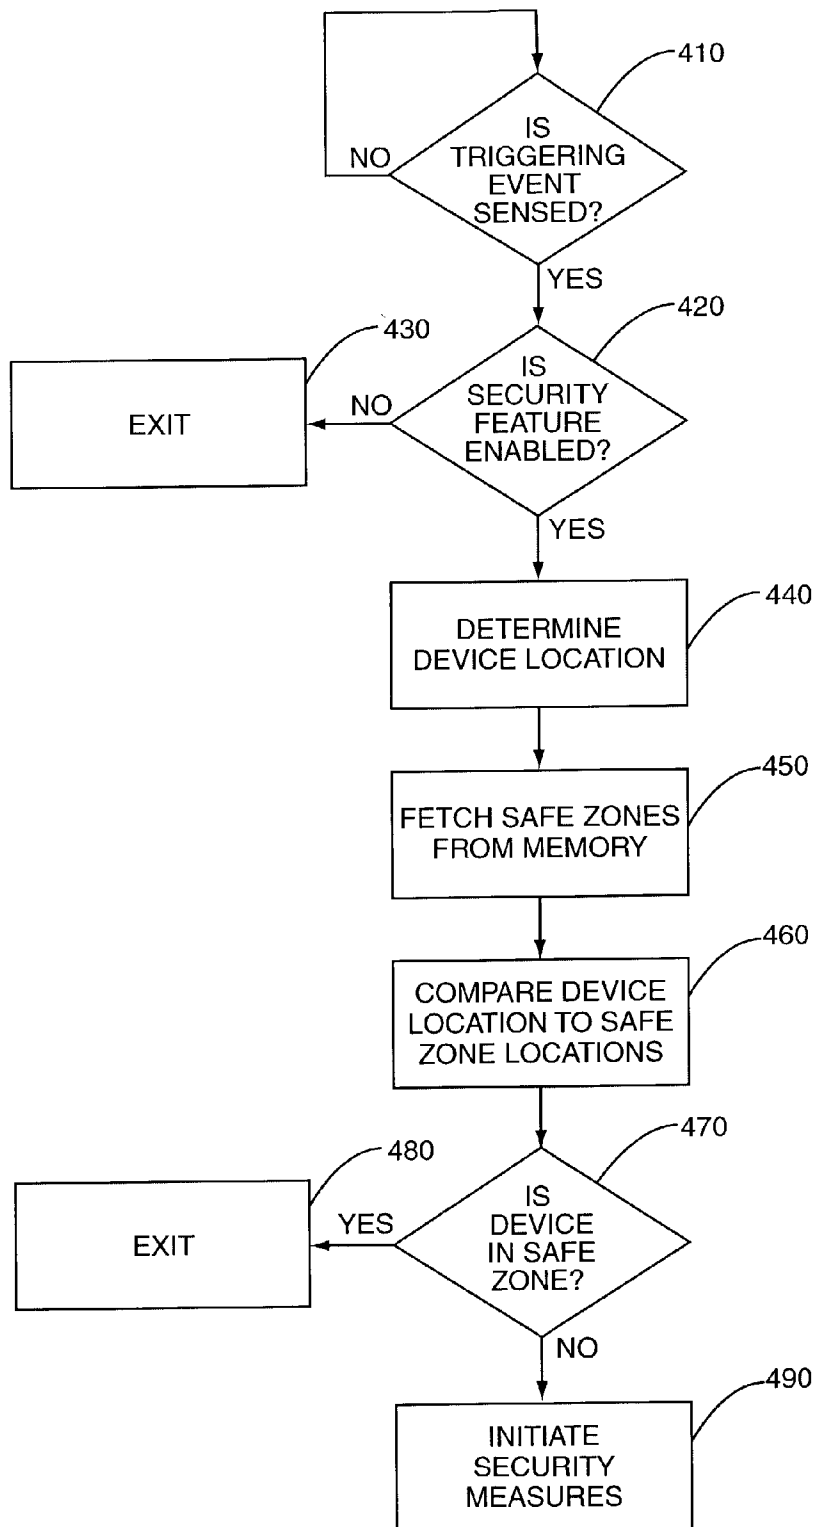 410
IS
TRIGGERING
EVENT
SENSED?
NO
YES
420
430
IS
SECURITY
FEATURE
ENABLED?
NO
EXIT
YES
440
DETERMINE
DEVICE LOCATION
450
FETCH SAFE ZONES
FROM MEMORY
460
COMPARE DEVICE
LOCATION TO SAFE
ZONE LOCATIONS
470
480
IS
DEVICE
IN SAFE
ZONE?
YES
EXIT
NO
490
INITIATE
SECURITY
MEASURES